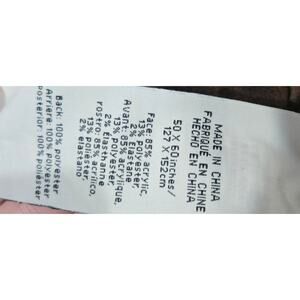 MADE IN CHINA
FABRIQUÉ EN CHINE
HECHO EN CHINA
50 X 60inches/
127 X 152cm
Face: 85% acrylic,
13% polyester,
2% Elastane
Avant: 85% acrylique,
13% polyester,
2% Élasthanne
rostro: 85% acrílico,
13% Poliéster,
2% elastano
Back: 100% polyester
Arrière: 100% polyester
Posterior: 100% poliéster